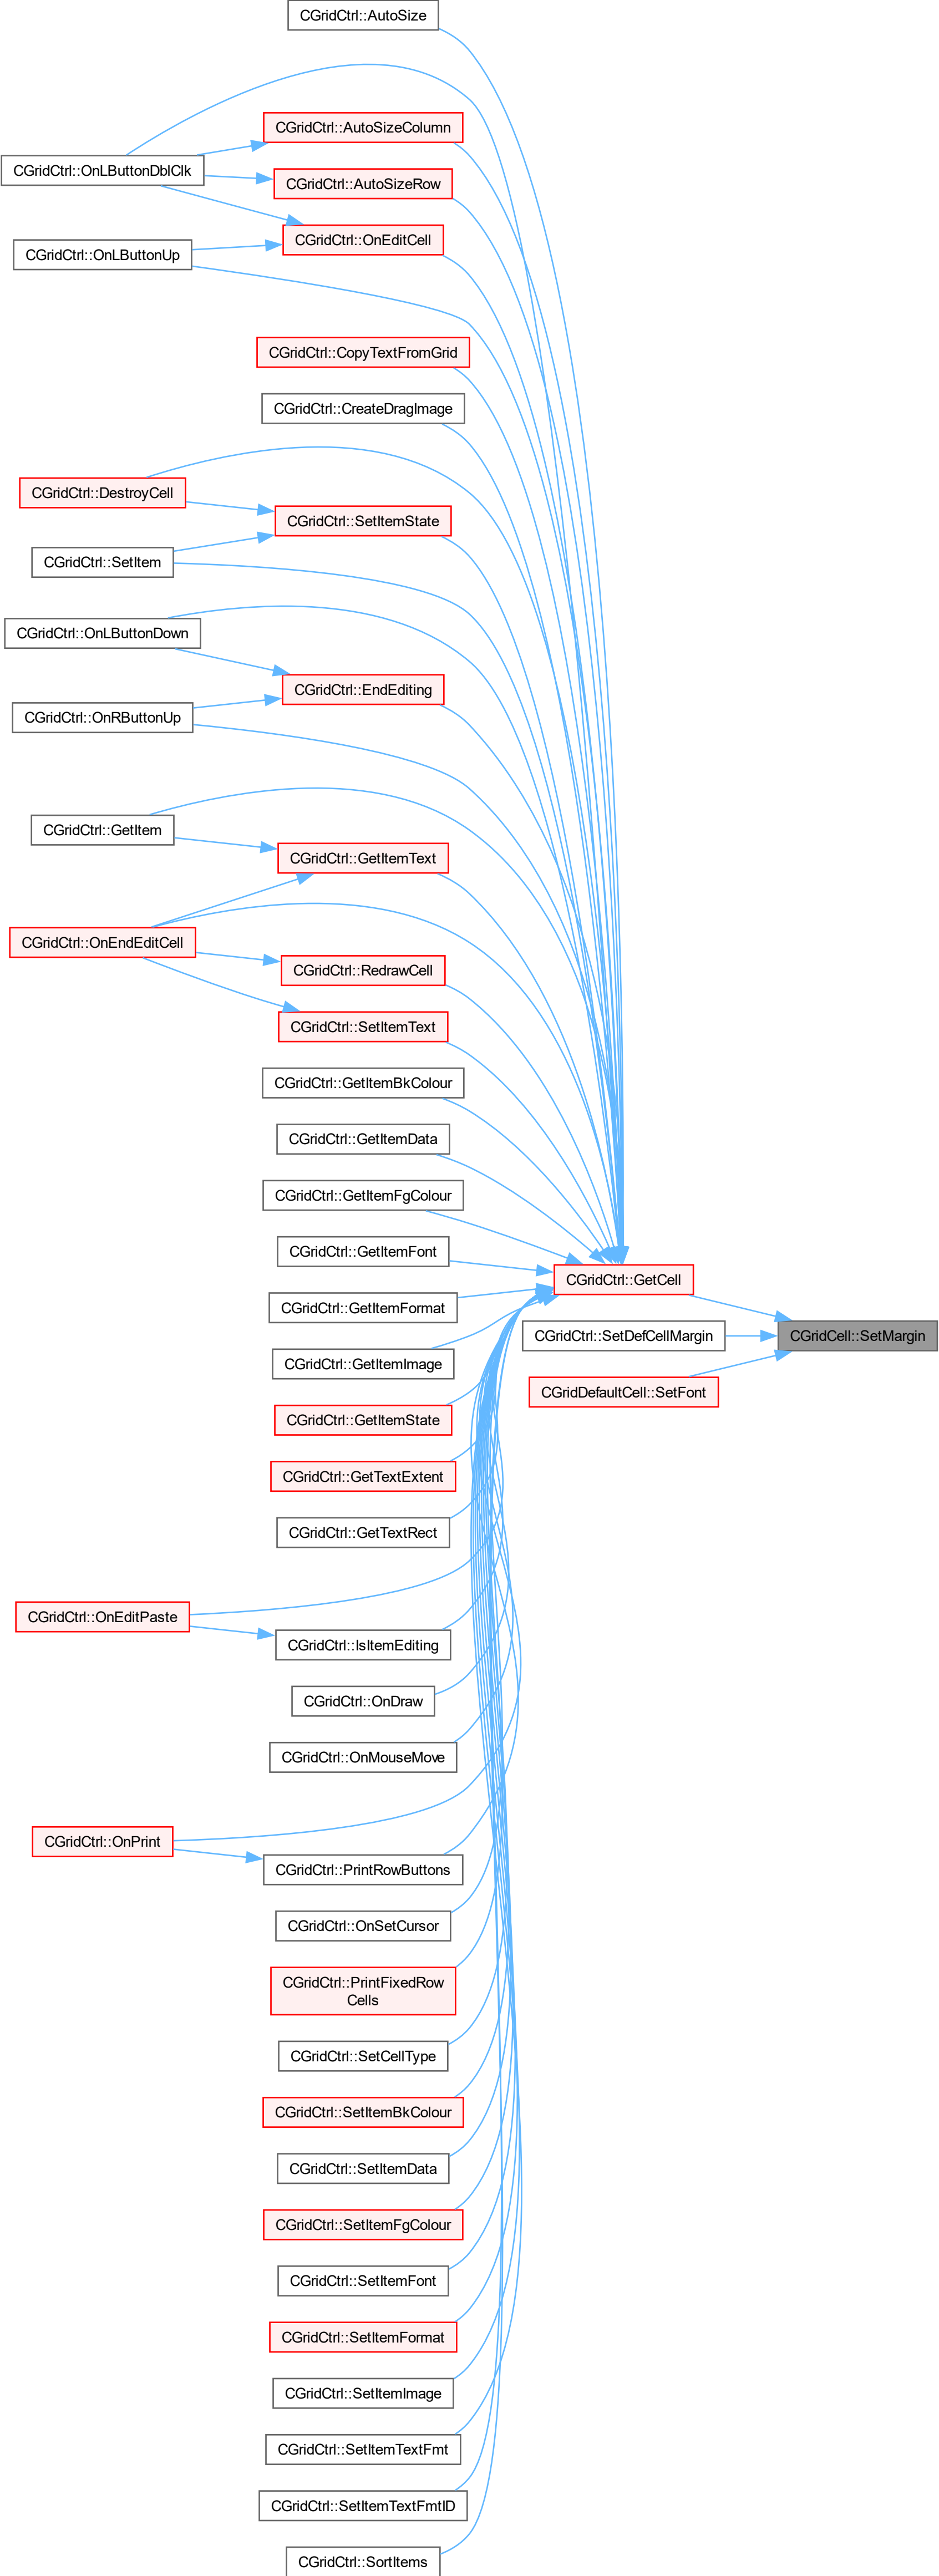 CGridCtrl::AutoSize
CGridCtrl::AutoSizeColumn
CGridCtrl::OnLButtonDblClk
CGridCtrl::AutoSizeRow
CGridCtrl::OnEditCell
CGridCtrl::OnLButtonUp
CGridCtrl::CopyTextFromGrid
CGridCtrl::CreateDragImage
CGridCtrl::DestroyCell
CGridCtrl::SetItemState
CGridCtrl::SetItem
CGridCtrl::OnLButtonDown
CGridCtrl::EndEditing
CGridCtrl::OnRButtonUp
CGridCtrl::GetItem
CGridCtrl::GetItemText
CGridCtrl::OnEndEditCell
CGridCtrl::RedrawCell
CGridCtrl::SetItemText
CGridCtrl::GetItemBkColour
CGridCtrl::GetItemData
CGridCtrl::GetItemFgColour
CGridCtrl::GetItemFont
CGridCtrl::GetCell
CGridCtrl::GetItemFormat
CGridCtrl::SetDefCellMargin
CGridCell::SetMargin
CGridCtrl::GetItemImage
CGridDefaultCell::SetFont
CGridCtrl::GetItemState
CGridCtrl::GetTextExtent
CGridCtrl::GetTextRect
CGridCtrl::OnEditPaste
CGridCtrl::IsItemEditing
CGridCtrl::OnDraw
CGridCtrl::OnMouseMove
CGridCtrl::OnPrint
CGridCtrl::PrintRowButtons
CGridCtrl::OnSetCursor
CGridCtrl::PrintFixedRow
Cells
CGridCtrl::SetCellType
CGridCtrl::SetItemBkColour
CGridCtrl::SetItemData
CGridCtrl::SetItemFgColour
CGridCtrl::SetItemFont
CGridCtrl::SetItemFormat
CGridCtrl::SetItemImage
CGridCtrl::SetItemTextFmt
CGridCtrl::SetItemTextFmtID
CGridCtrl::SortItems